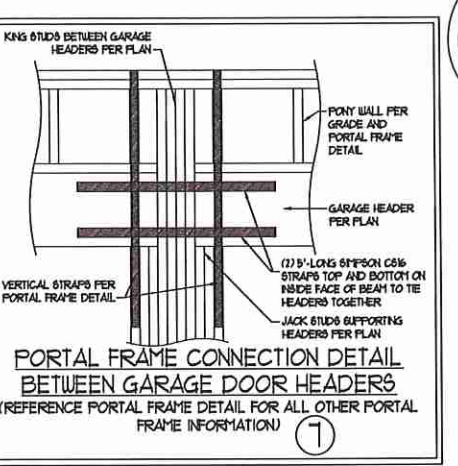 KING STUDS BETWEEN GARAGE
HEADERS PER PLAN
PONY WALL PER
GRADE AND
PORTAL FRAME
DETAIL
GARAGE HEADER
PER PLAN
(2) 5'-LONG SIMPSON CS16
STRAPS TOP AND BOTTOM ON
INSIDE FACE OF BEAM TO TIE
HEADERS TOGETHER
VERTICAL STRAPS PER
PORTAL FRAME DETAIL
JACK STUDS SUPPORTING
HEADERS PER PLAN
PORTAL FRAME CONNECTION DETAIL
BETWEEN GARAGE DOOR HEADERS
(REFERENCE PORTAL FRAME DETAIL FOR ALL OTHER PORTAL
FRAME INFORMATION)
7